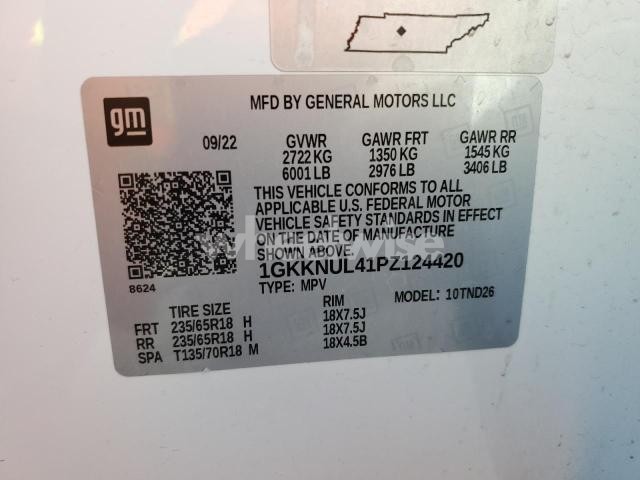 gm
MFD BY GENERAL MOTORS LLC
09/22 GVWR GAWR FRT GAWR RR
2722 KG 1350 KG 1545 KG
6001 LB 2976 LB 3406 LB
THIS VEHICLE CONFORMS TO ALL
APPLICABLE U.S. FEDERAL MOTOR
VEHICLE SAFETY STANDARDS IN EFFECT
ON THE DATE OF MANUFACTURE
SHOWN ABOVE.
1GKKNUL41PZ124420
8624 TYPE: MPV MODEL: 10TND26
TIRE SIZE RIM
FRT 235/65R18 H 18X7.5J
RR 235/65R18 H 18X7.5J
SPA T135/70R18 M 18X4.5B